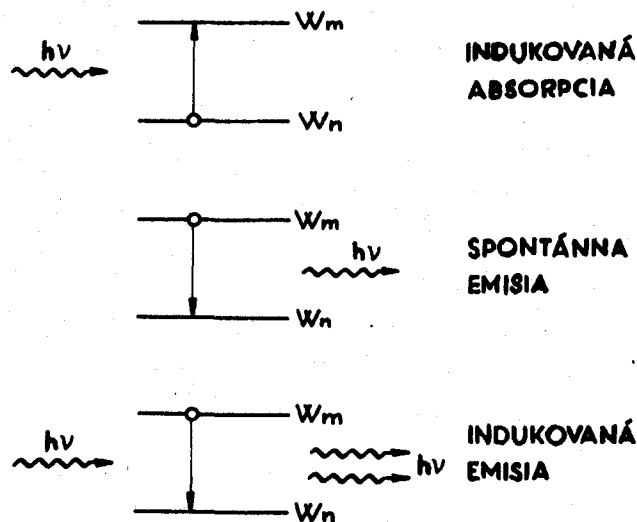 hν
Wm
Wn
INDUKOVANÁ
ABSORPCIA
Wm
Wn
hν
SPONTÁNNA
EMISIA
hν
Wm
Wn
hν
INDUKOVANÁ
EMISIA